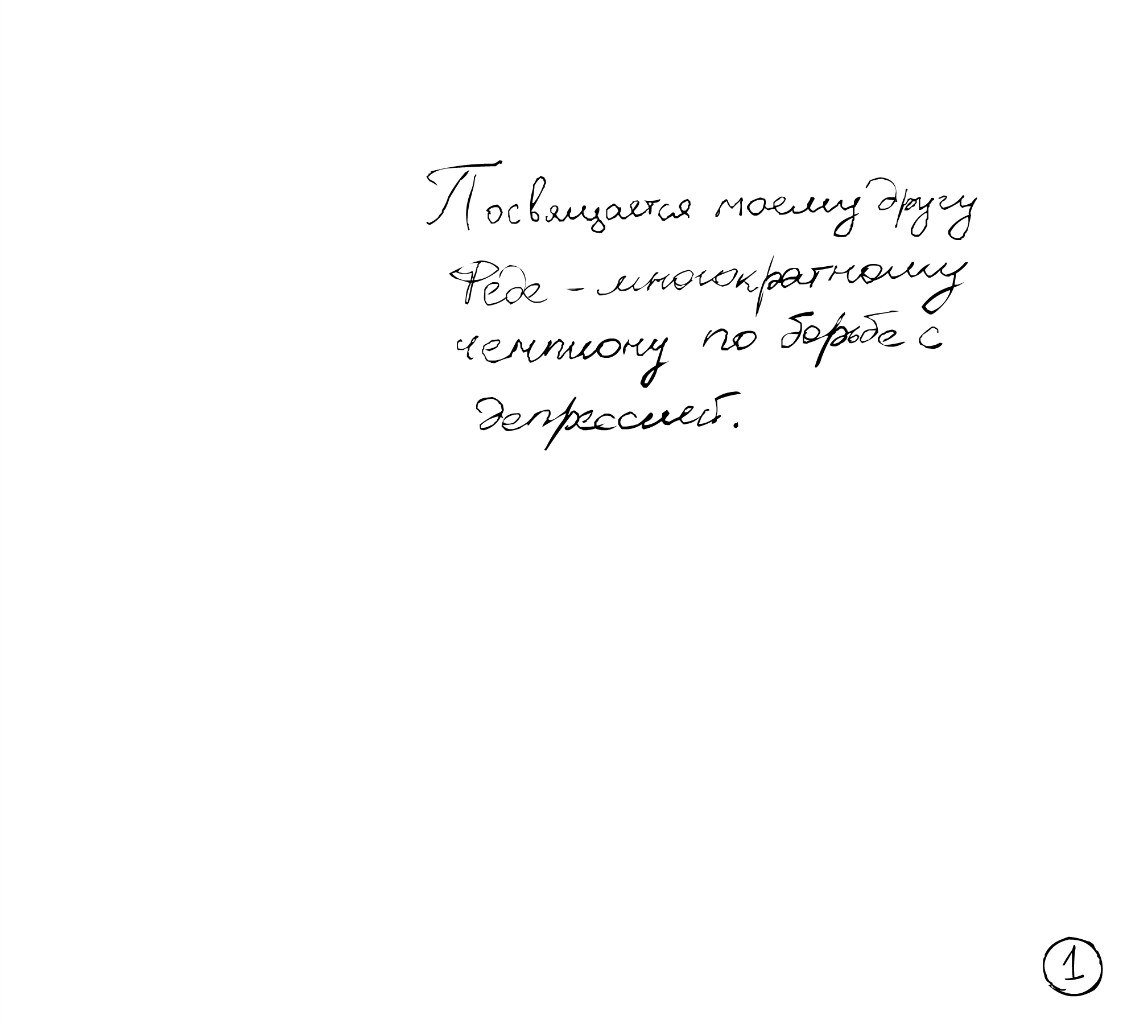 Посвящается моему другу
Феде - многократному
чемпиону по борьбе с
депрессией.
1